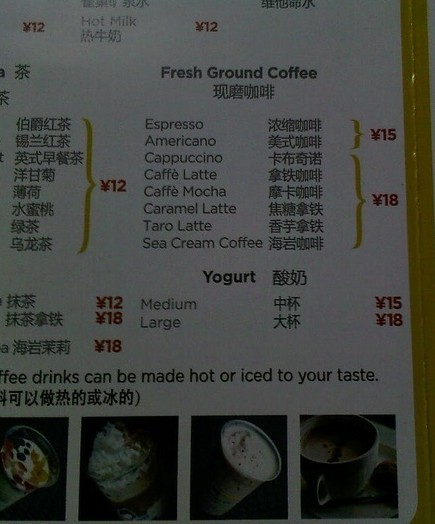 ¥12
Hot Milk ¥12
热牛奶
茶
茶
Fresh Ground Coffee
现磨咖啡
伯爵红茶
锡兰红茶
英式早餐茶
洋甘菊
薄荷
水蜜桃
绿茶
乌龙茶
¥12
Espresso 浓缩咖啡
Americano 美式咖啡
¥15
Cappuccino 卡布奇诺
Caffè Latte 拿铁咖啡
Caffè Mocha 摩卡咖啡
Caramel Latte 焦糖拿铁
Taro Latte 香芋拿铁
Sea Cream Coffee 海岩咖啡
¥18
Yogurt 酸奶
抹茶 ¥12
抹茶拿铁 ¥18
海岩茉莉 ¥18
Medium 中杯 ¥15
Large 大杯 ¥18
ffee drinks can be made hot or iced to your taste.
料可以做热的或冰的)